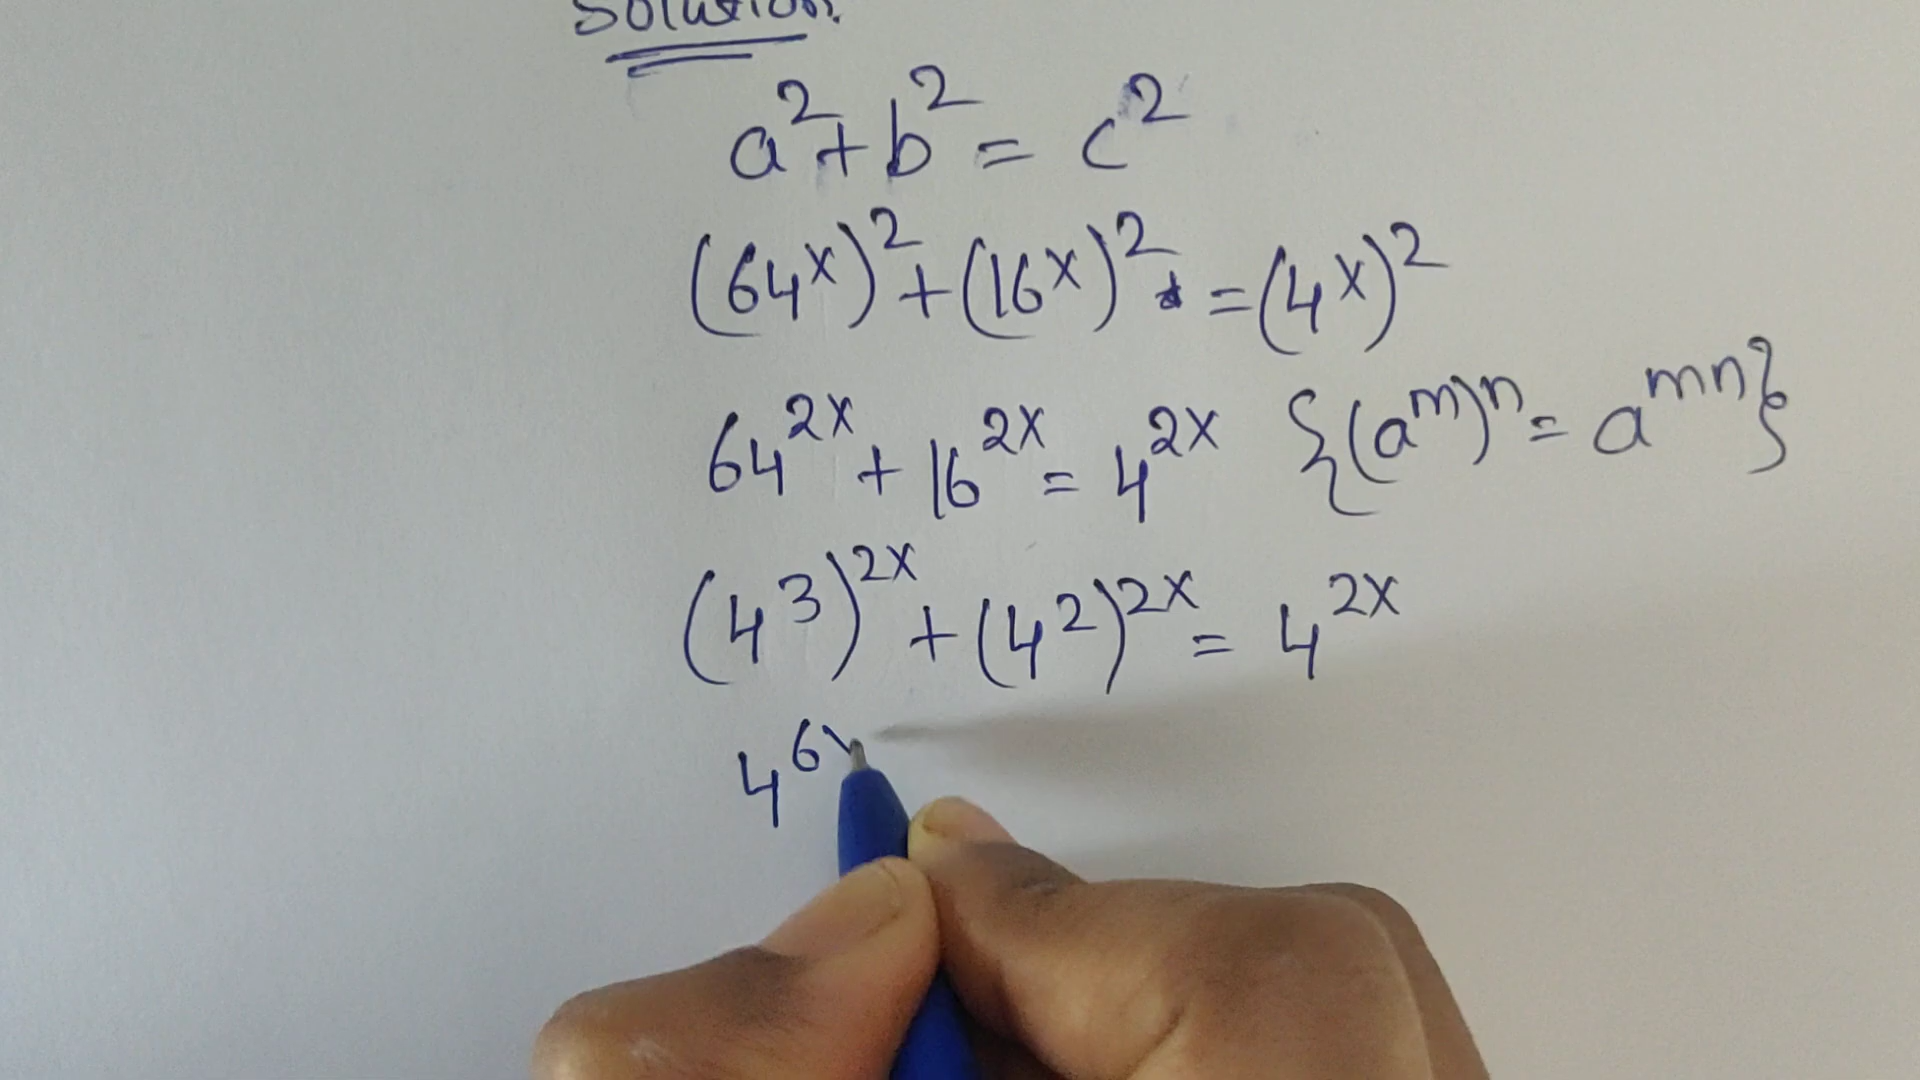 Solution:
a²+b² = c²
(64ˣ)²+(16ˣ)² = (4ˣ)²
64²ˣ + 16²ˣ = 4²ˣ {(aᵐ)ⁿ = aᵐⁿ}
(4³)²ˣ + (4²)²ˣ = 4²ˣ
4⁶ˣ